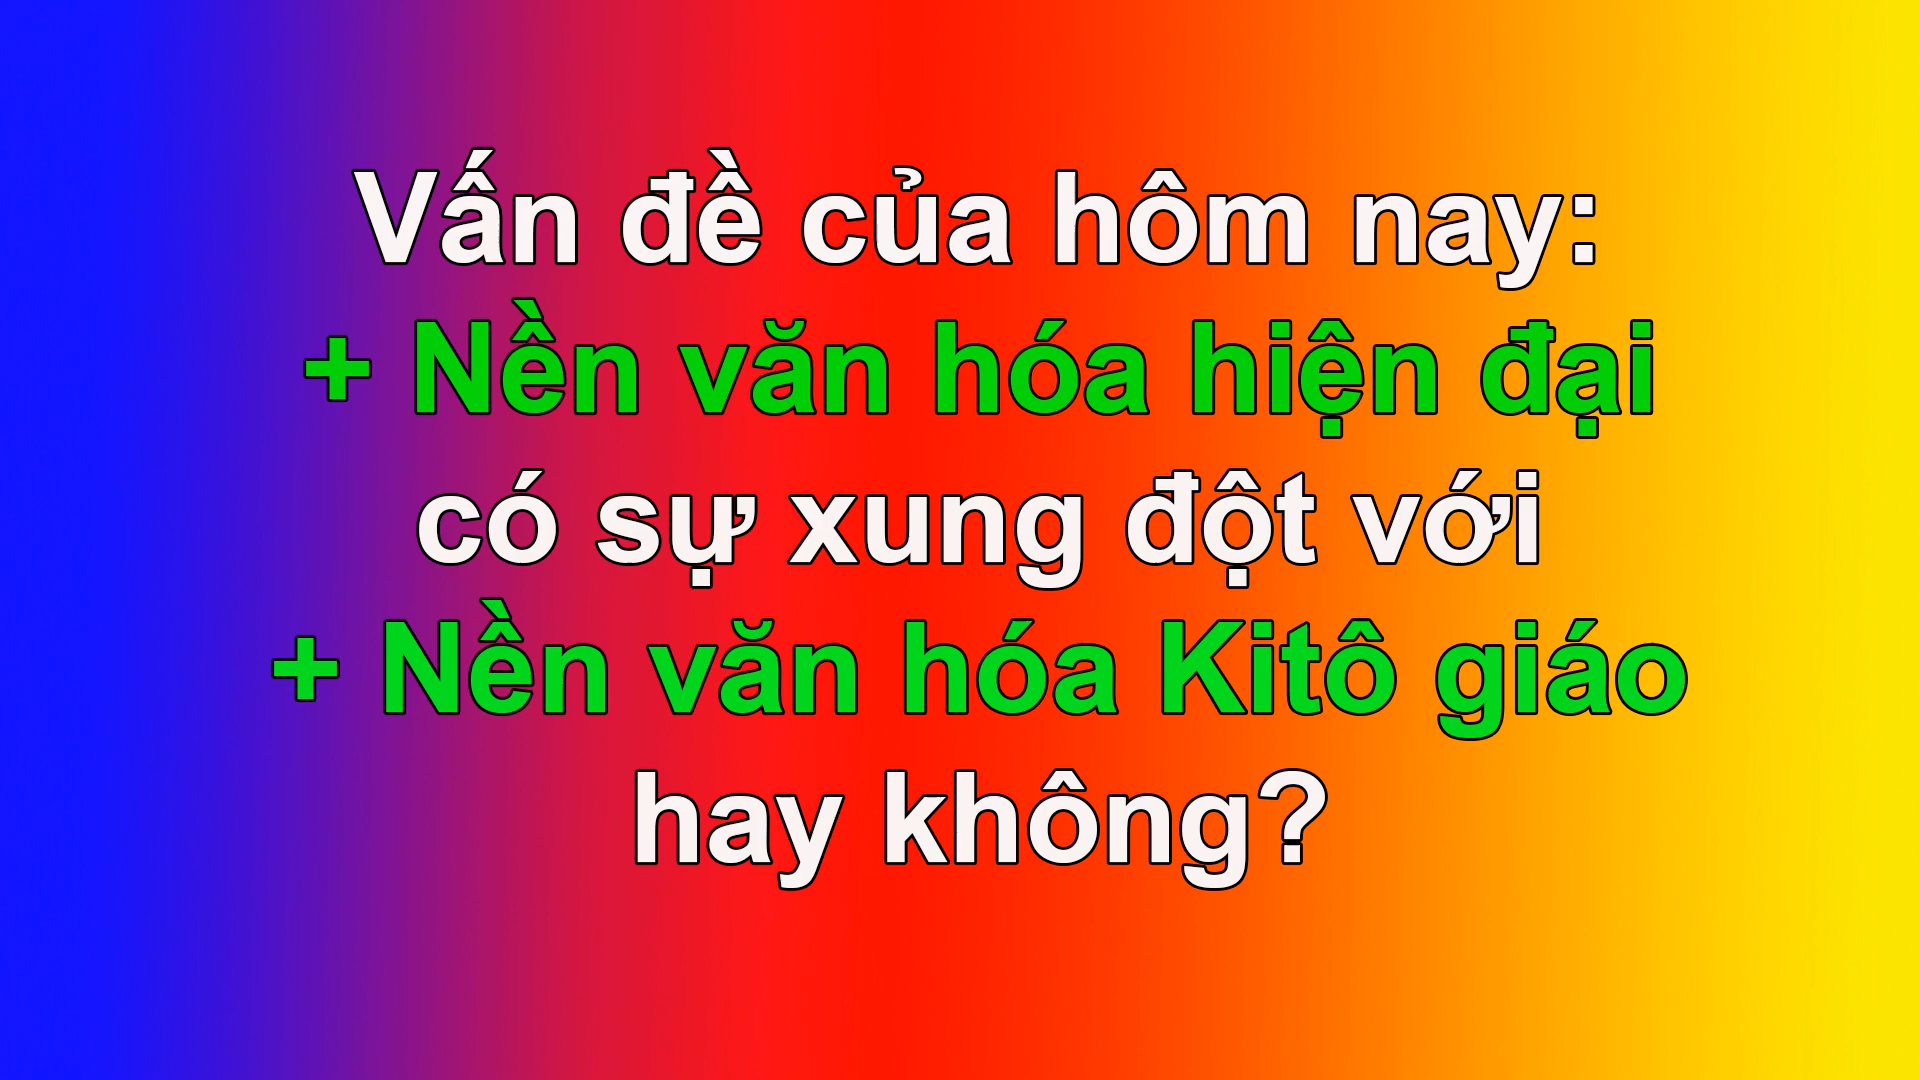 Vấn đề của hôm nay:
+ Nền văn hóa hiện đại
có sự xung đột với
+ Nền văn hóa Kitô giáo
hay không?